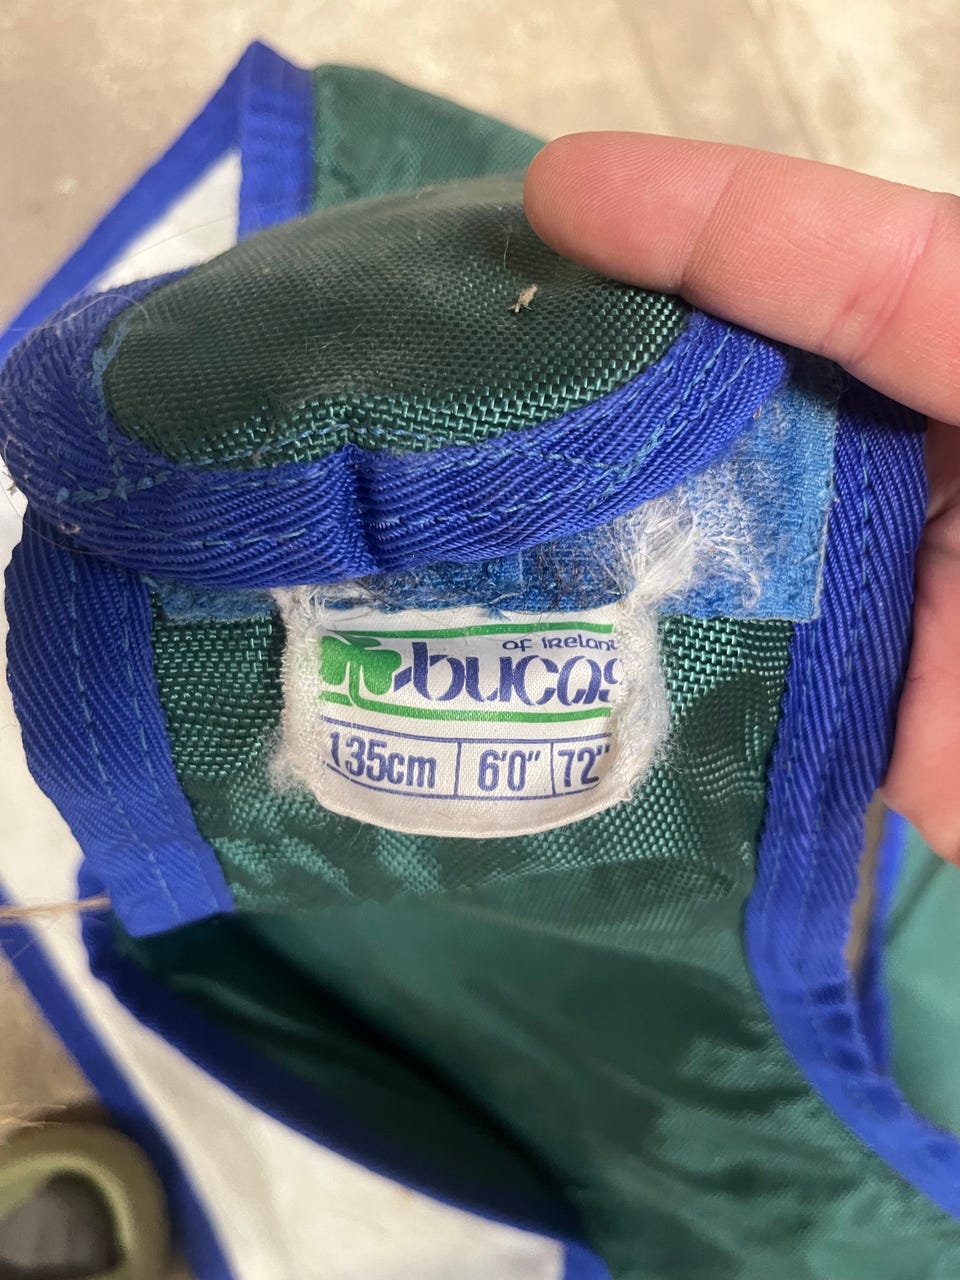 of Ireland
bucas
135cm 6'0" 72"